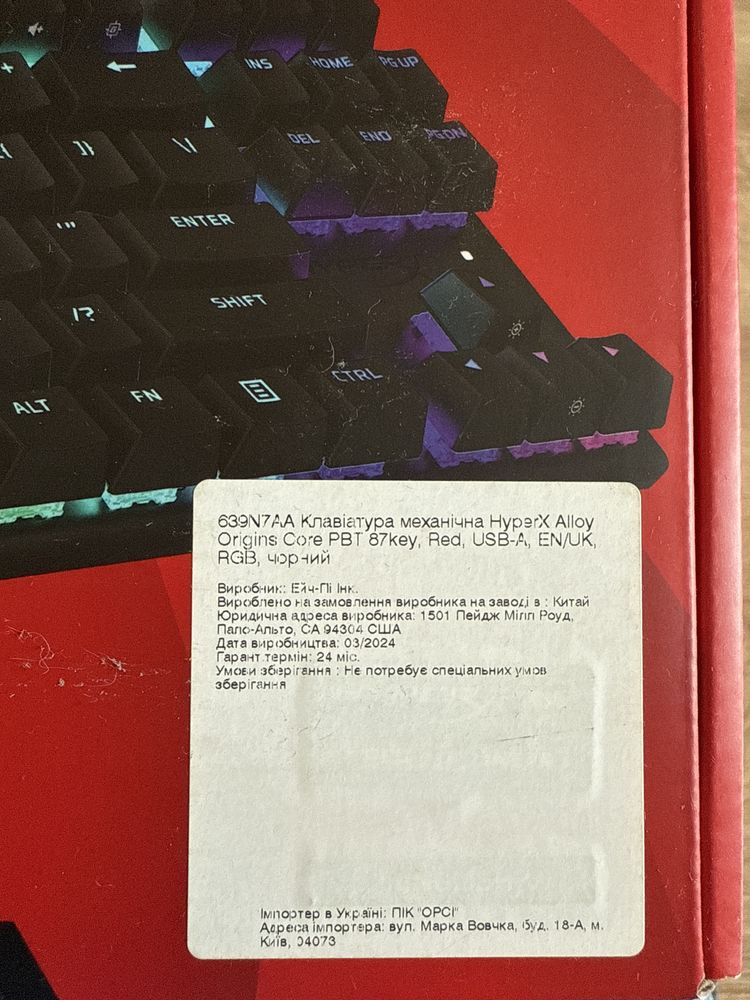 INS HOME PG UP
DEL END PG DN
\|
ENTER
/?
SHIFT
ALT FN CTRL
639N7AA Клавіатура механічна HyperX Alloy
Origins Core PBT 87key, Red, USB-A, EN/UK,
RGB, чорний
Виробник: Ейч-Пі Інк.
Вироблено на замовлення виробника на заводі в : Китай
Юридична адреса виробника: 1501 Пейдж Мілл Роуд,
Пало-Альто, CA 94304 США
Дата виробництва: 03/2024
Гарант.термін: 24 міс.
Умови зберігання : Не потребує спеціальних умов
зберігання
Імпортер в Україні: ПІК "ОРСІ"
Адреса імпортера: вул. Марка Вовчка, буд. 18-А, м.
Київ, 04073